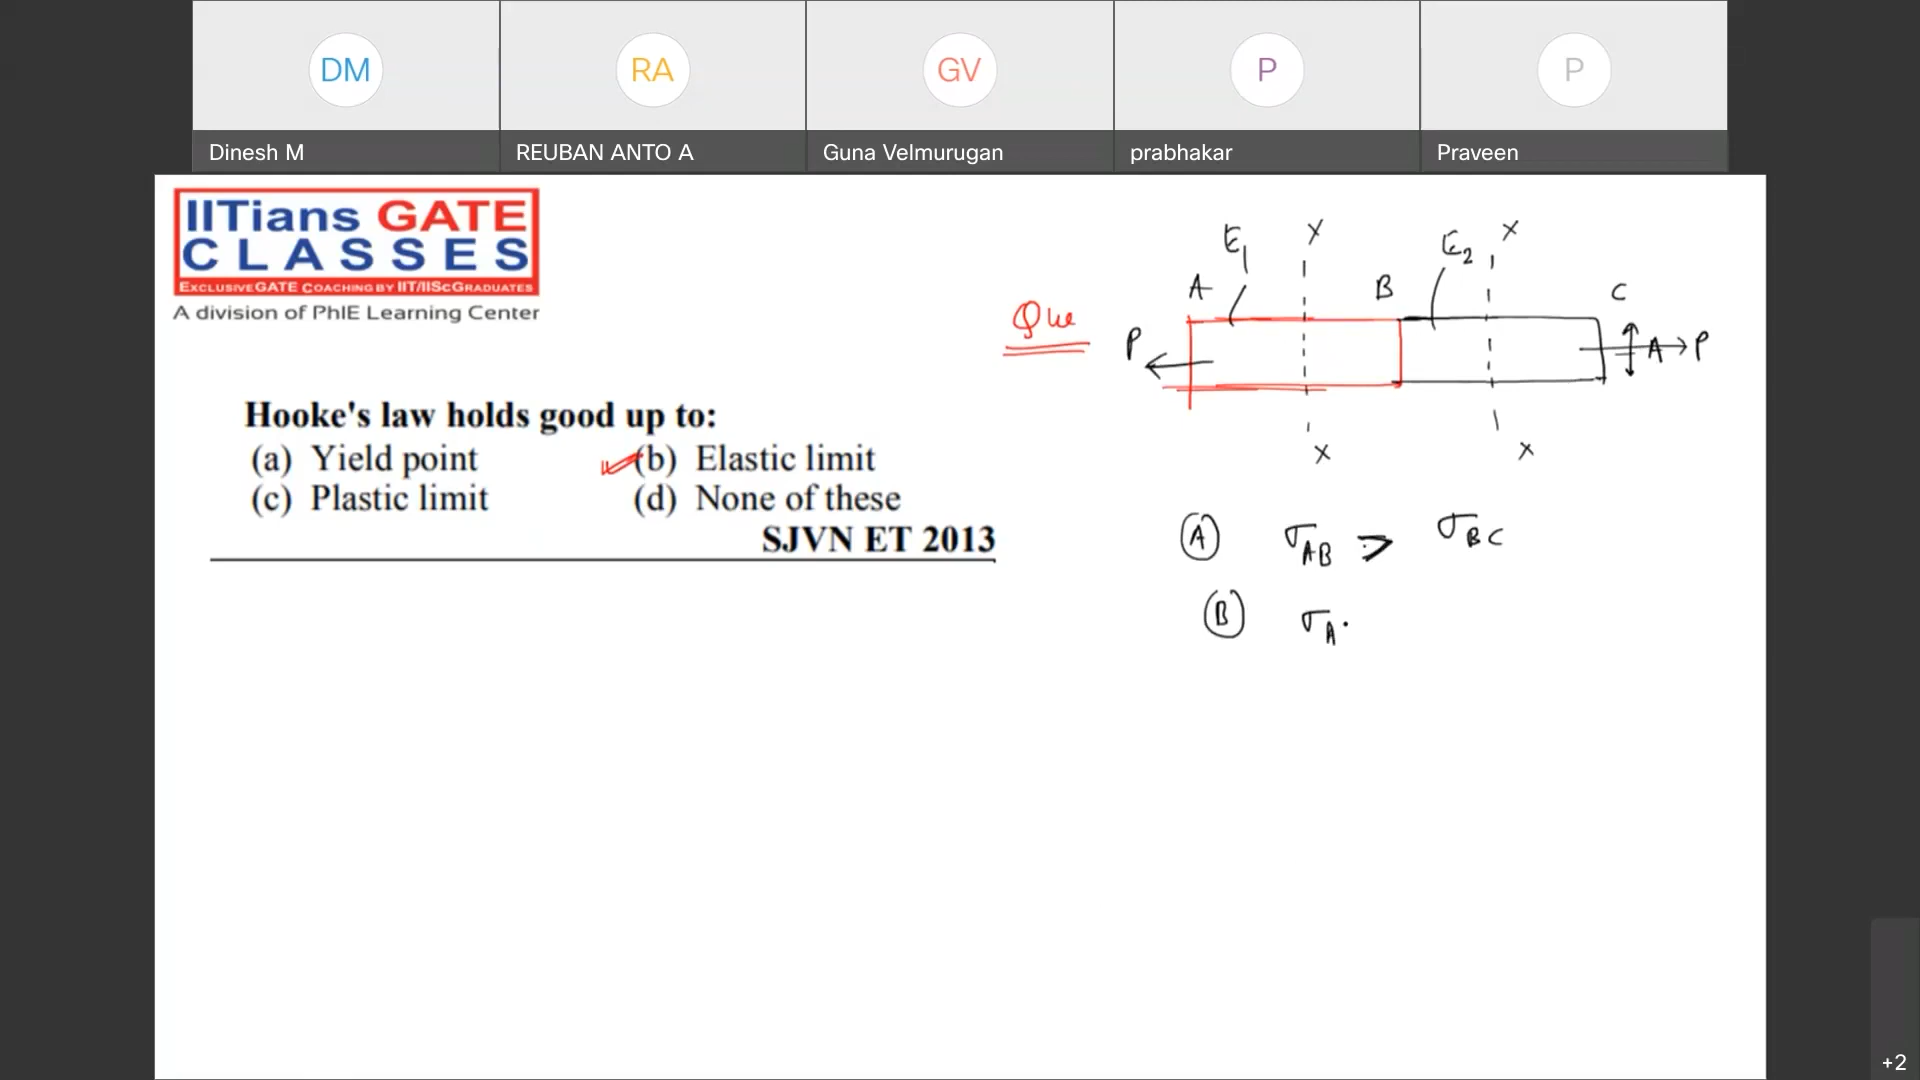 DM
RA
GV
P
P
Dinesh M
REUBAN ANTO A
Guna Velmurugan
prabhakar
Praveen
IITians GATE
CLASSES
EXCLUSIVE GATE COACHING BY IIT/IISc GRADUATES
A division of PhIE Learning Center
Hooke's law holds good up to:
(a) Yield point (b) Elastic limit
(c) Plastic limit (d) None of these
SJVN ET 2013
Que
E1 X E2 X
A B C
P A P
X X
(A) σAB > σBC
(B) σA
+2